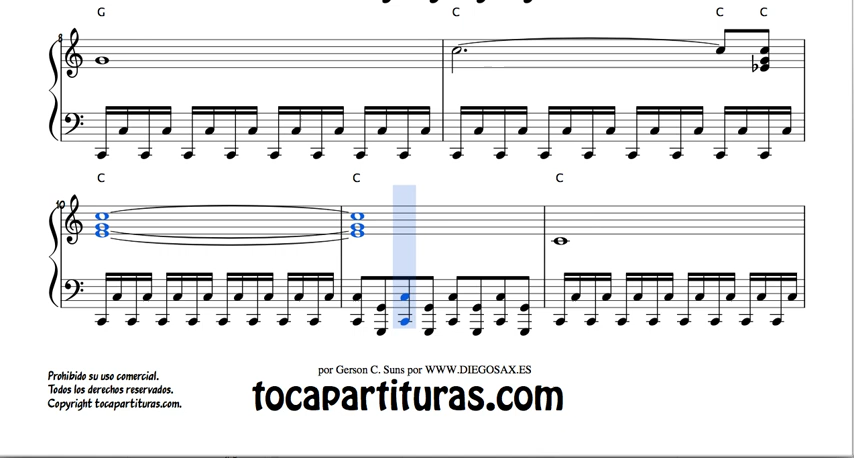 G C C C
8
C C C
10
por Gerson C. Suns por WWW.DIEGOSAX.ES
Prohibido su uso comercial.
Todos los derechos reservados.
Copyright tocapartituras.com.
tocapartituras.com